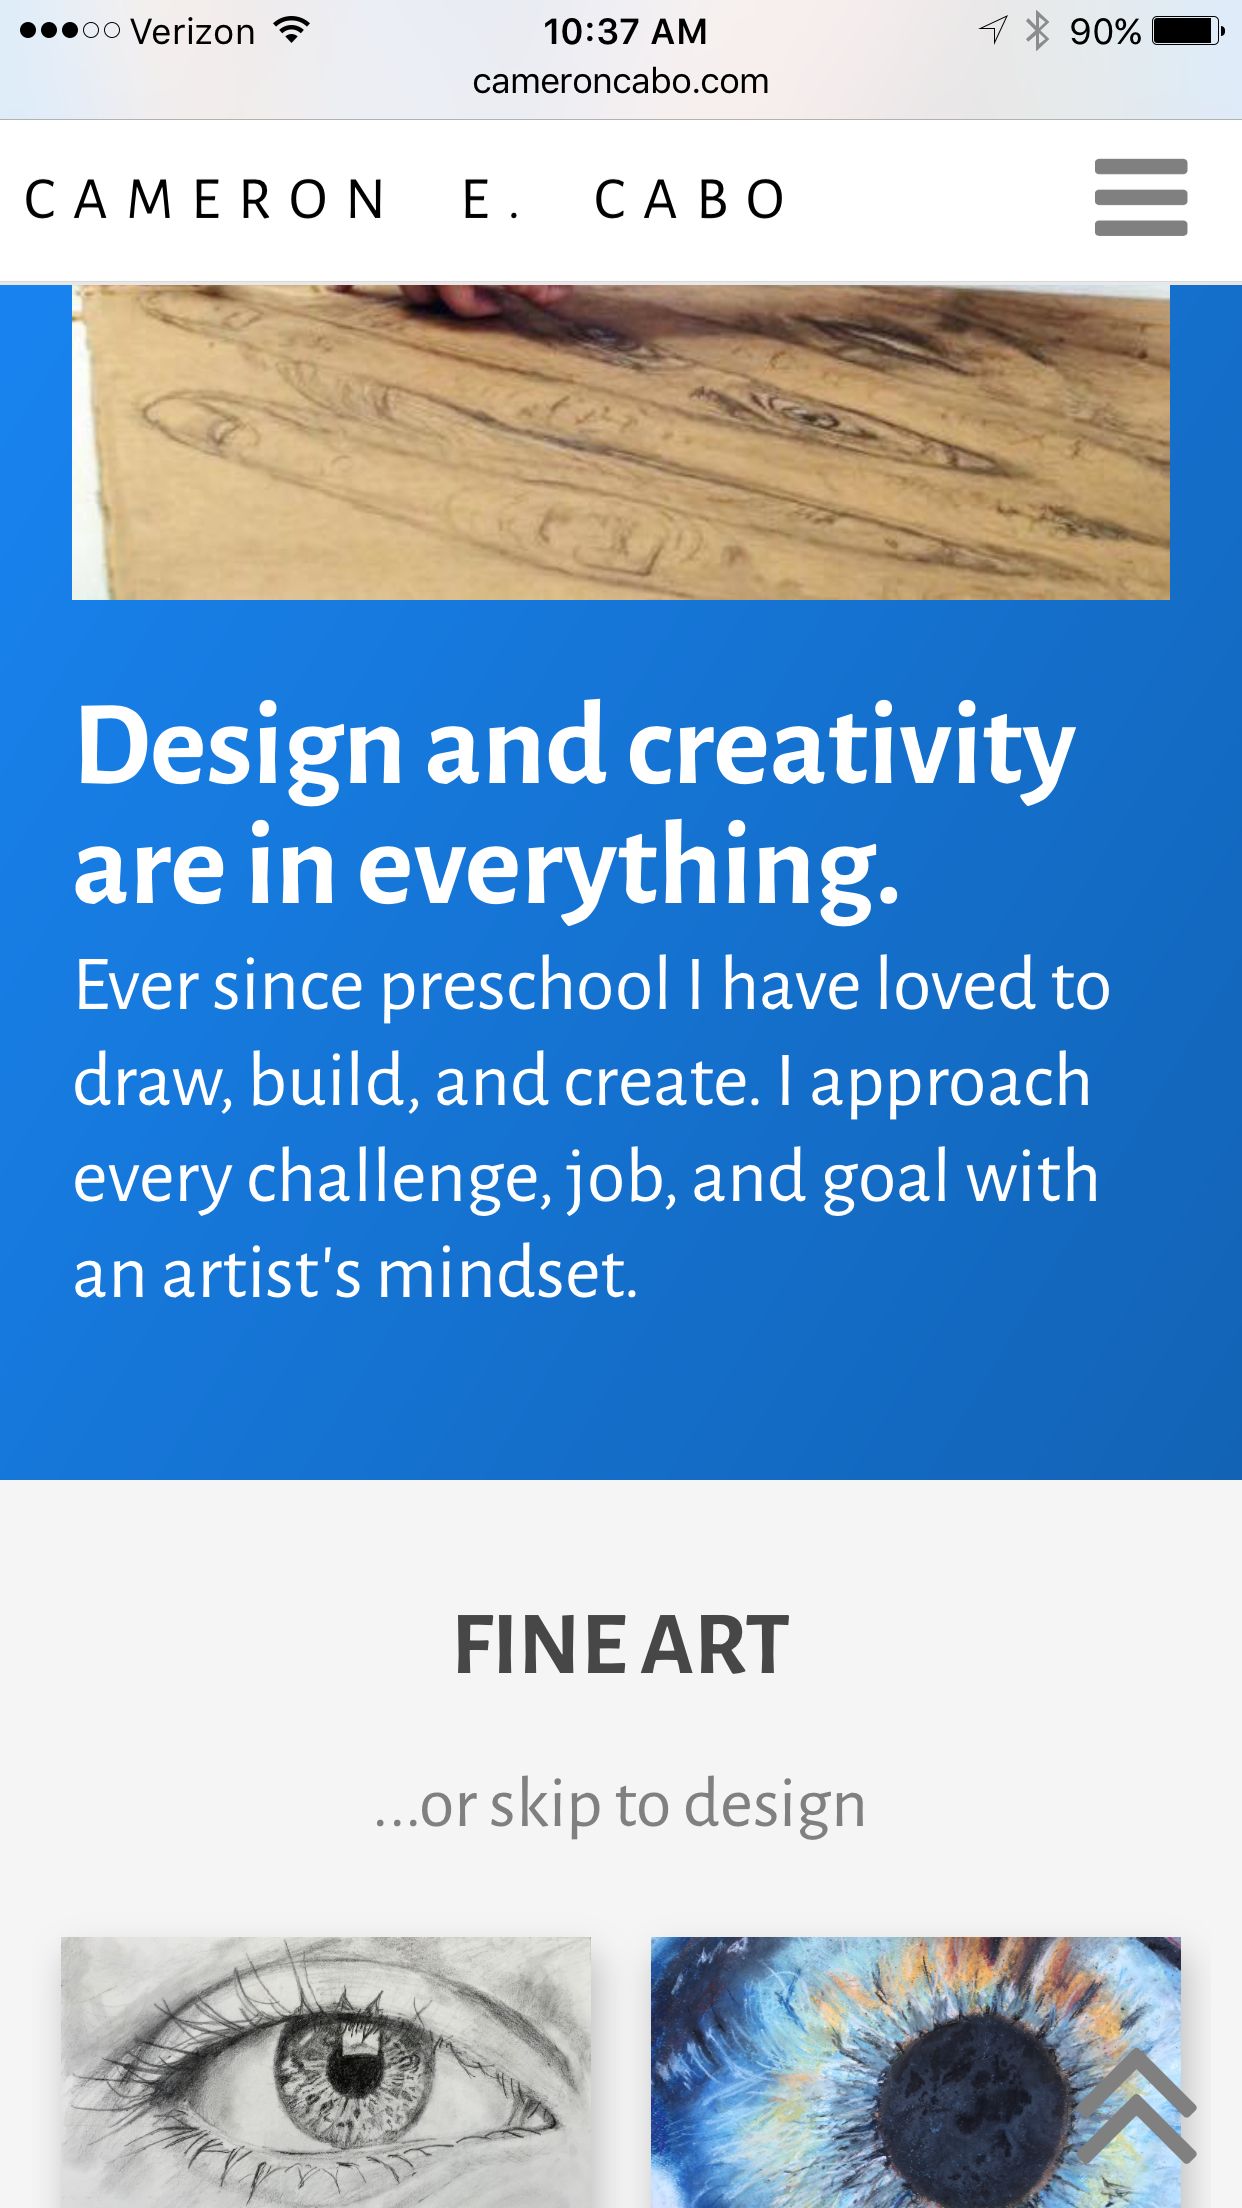 Verizon 10:37 AM 90%
cameroncabo.com
CAMERON E. CABO
Design and creativity
are in everything.
Ever since preschool I have loved to
draw, build, and create. I approach
every challenge, job, and goal with
an artist's mindset.
FINE ART
...or skip to design